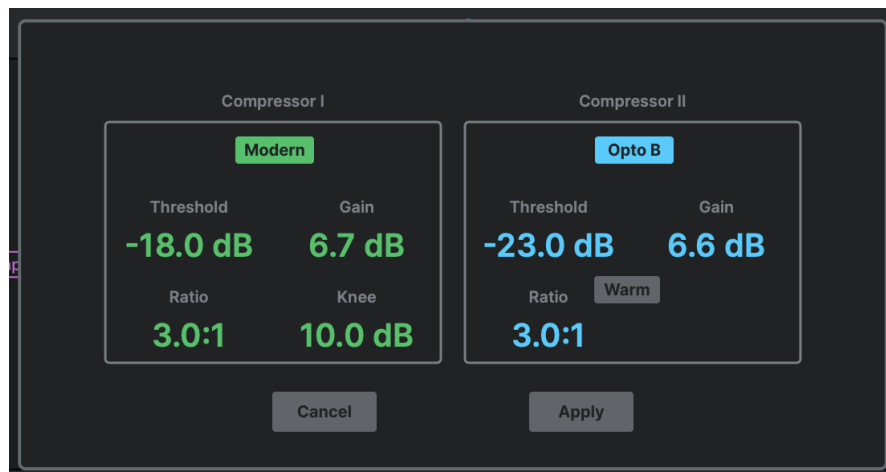 Compressor I
Modern
Threshold Gain
-18.0 dB 6.7 dB
Ratio Knee
3.0:1 10.0 dB
Compressor II
Opto B
Threshold Gain
-23.0 dB 6.6 dB
Ratio Warm
3.0:1
Cancel Apply